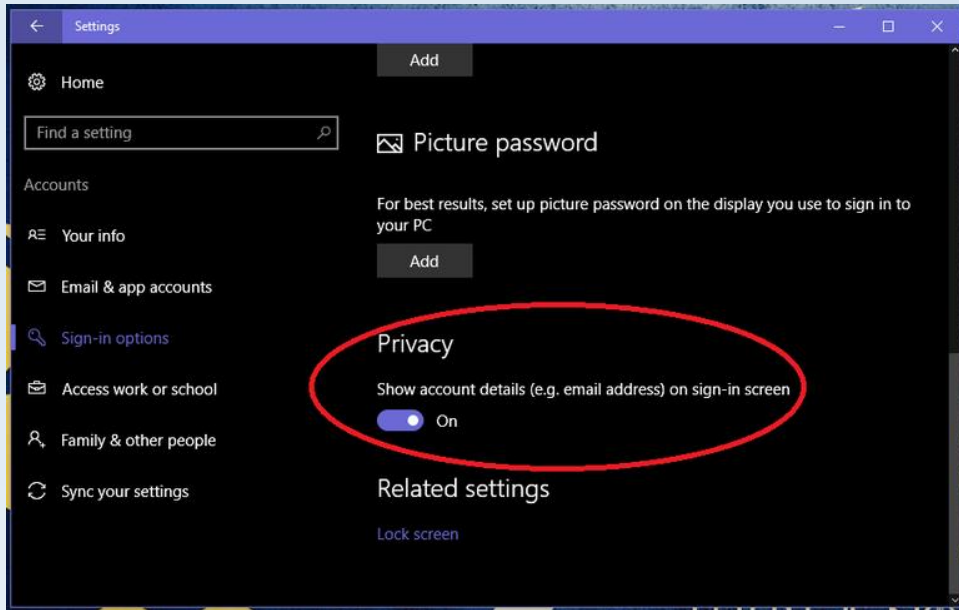 Settings
Home
Find a setting
Accounts
Your info
Email & app accounts
Sign-in options
Access work or school
Family & other people
Sync your settings
Add
Picture password
For best results, set up picture password on the display you use to sign in to
your PC
Add
Privacy
Show account details (e.g. email address) on sign-in screen
On
Related settings
Lock screen